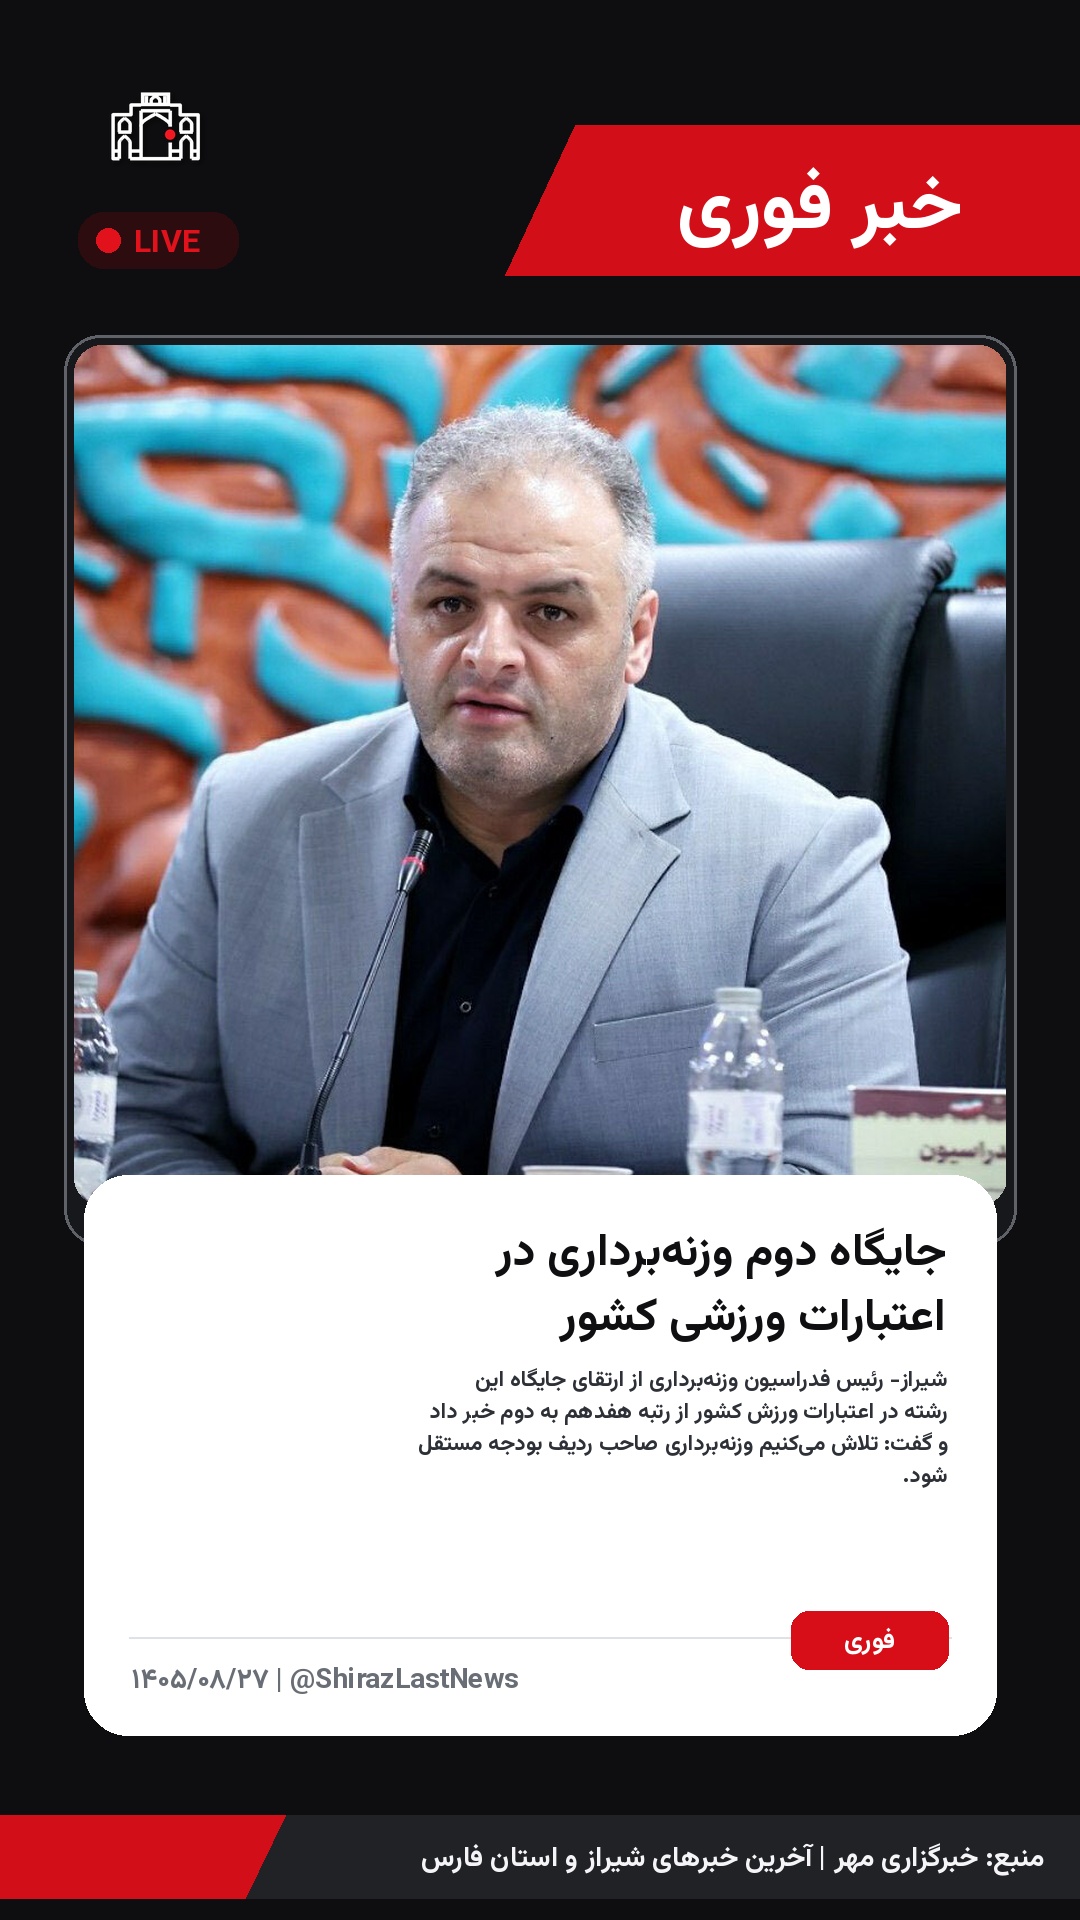 خبر فوری
LIVE
دراسیون
جایگاه دوم وزنه‌برداری در
اعتبارات ورزشی کشور
شیراز- رئیس فدراسیون وزنه‌برداری از ارتقای جایگاه این
رشته در اعتبارات ورزش کشور از رتبه هفدهم به دوم خبر داد
و گفت: تلاش می‌کنیم وزنه‌برداری صاحب ردیف بودجه مستقل
شود.
فوری
۱۴۰۵/۰۸/۲۷ | @ShirazLastNews
منبع: خبرگزاری مهر | آخرین خبرهای شیراز و استان فارس